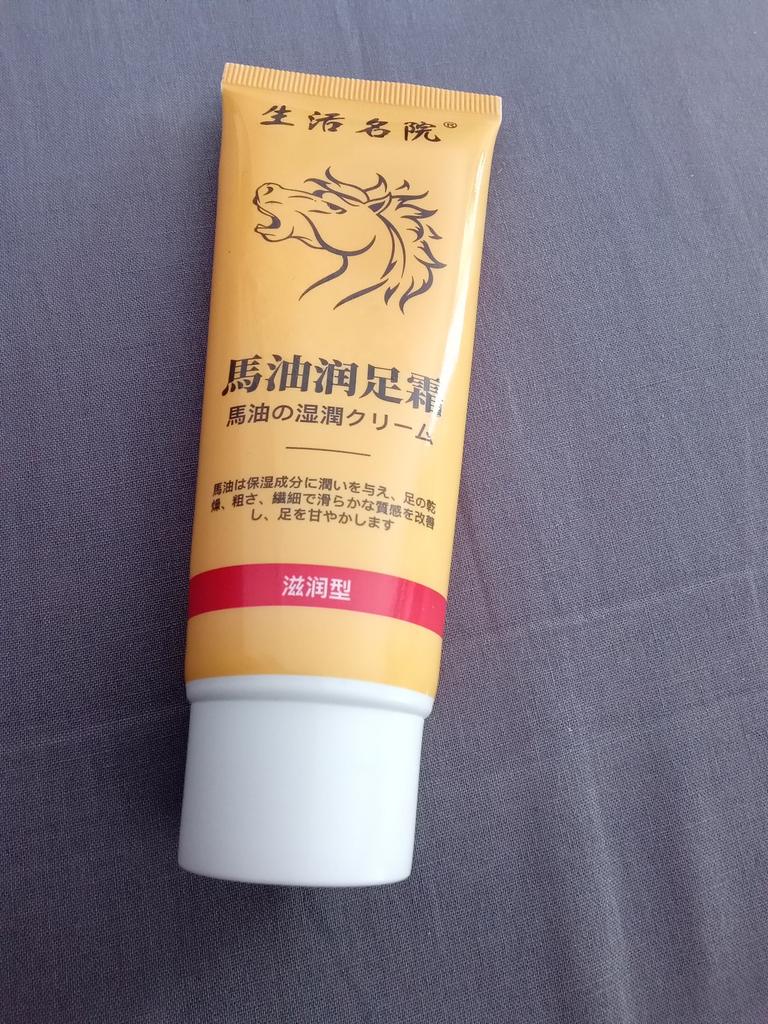 生活名院®
馬油润足霜
馬油の湿潤クリーム
馬油は保湿成分に潤いを与え、足の乾
燥、粗さ、繊細で滑らかな質感を改善
し、足を甘やかします
滋润型